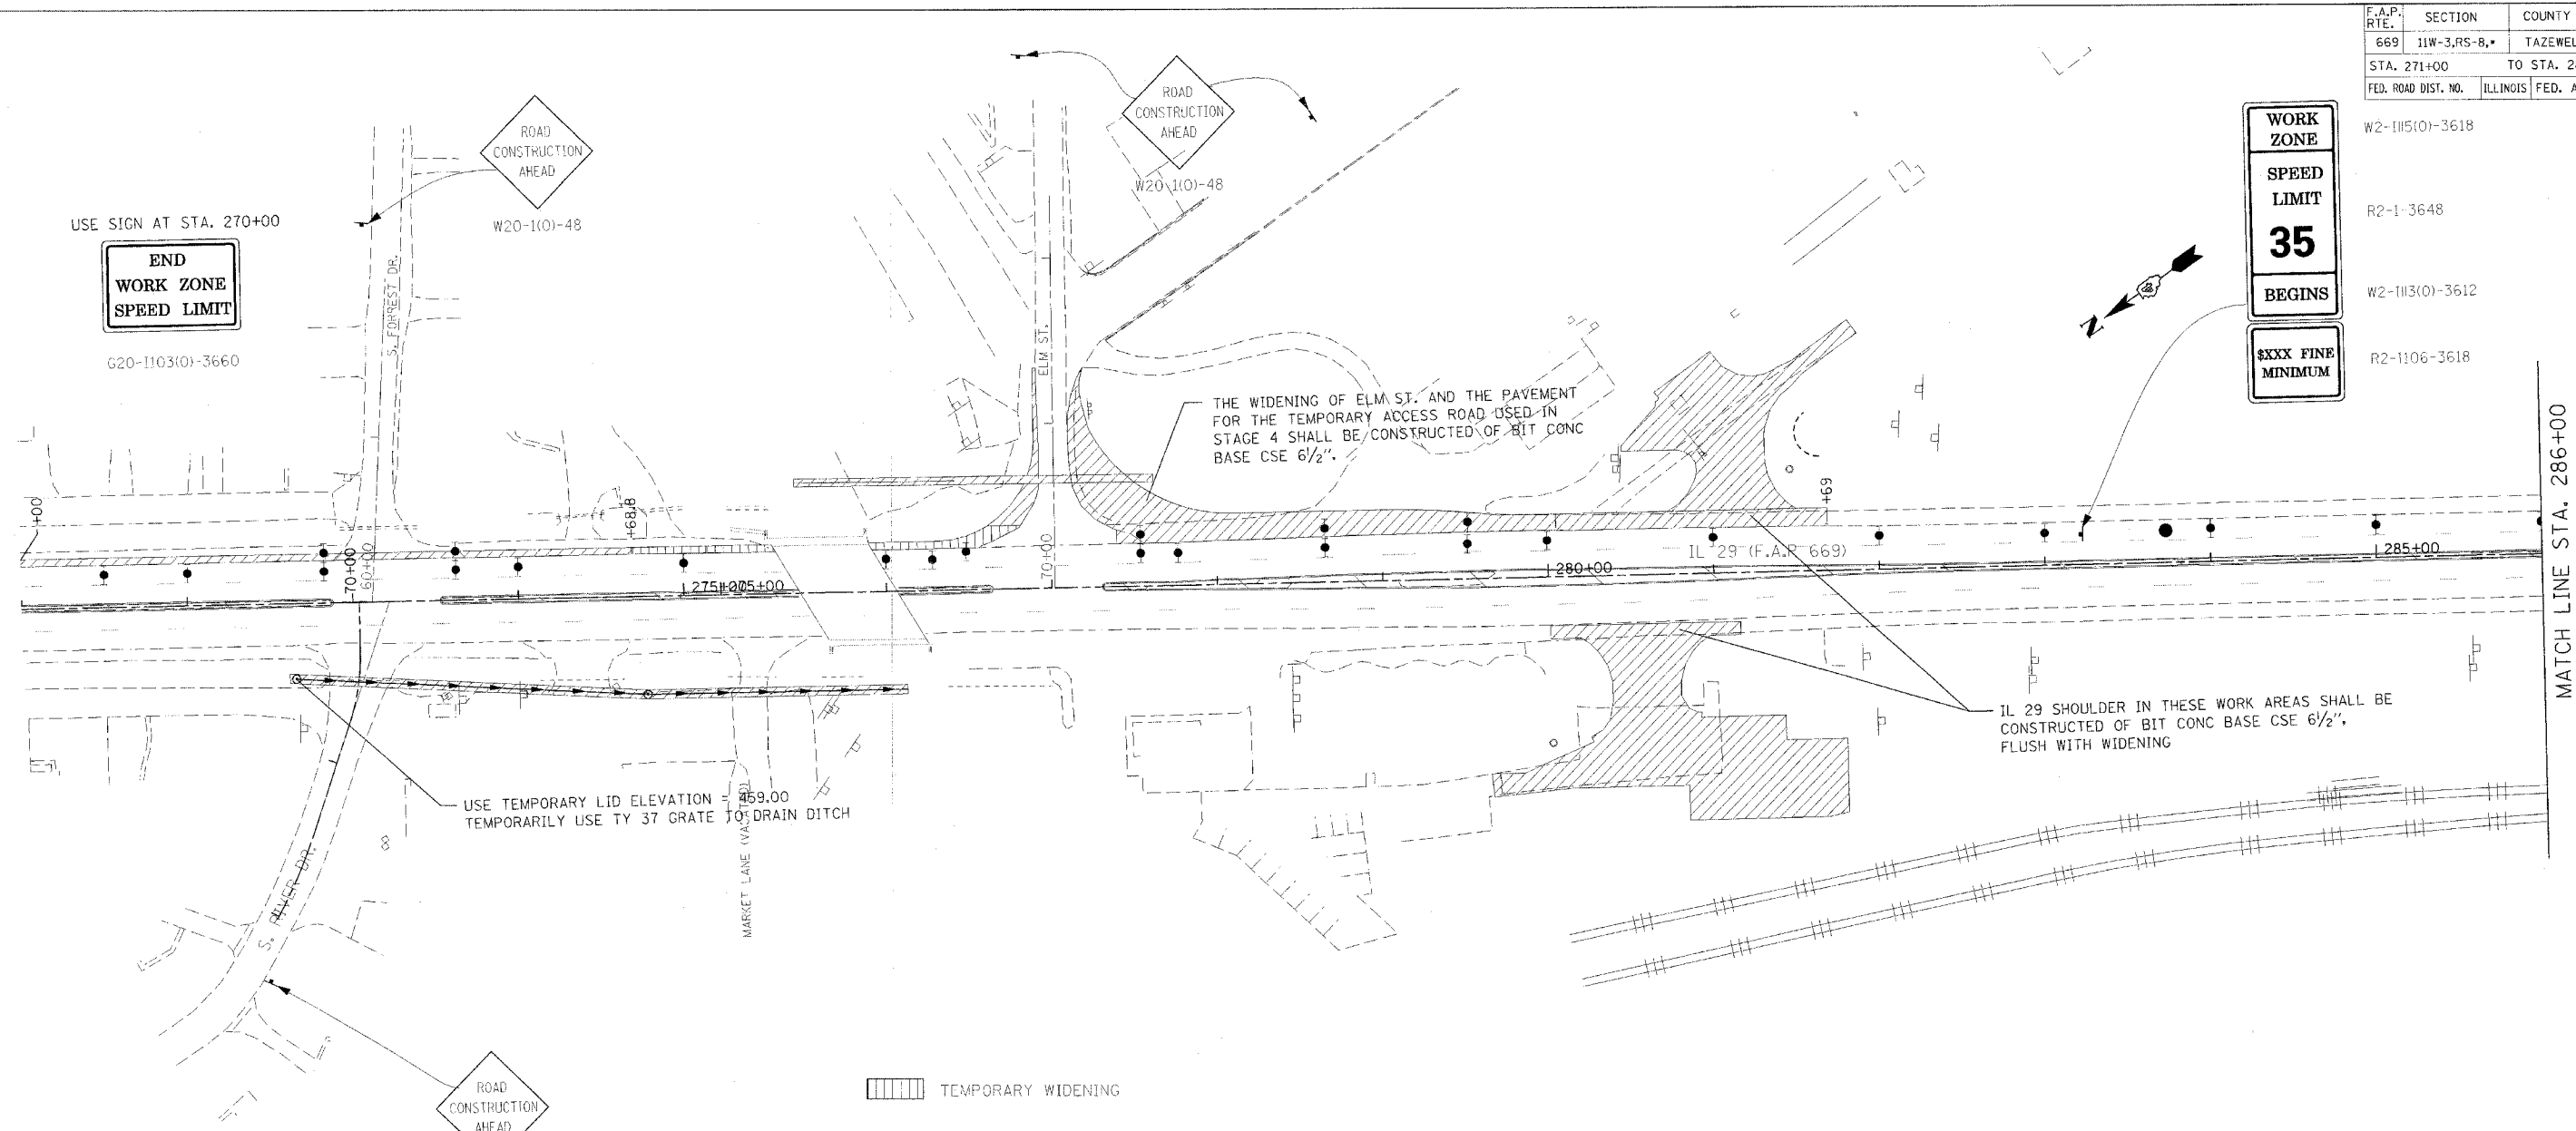 F.A.P. RTE. SECTION COUNTY
669 11W-3,RS-8,* TAZEWEL
STA. 271+00 TO STA. 2
FED. ROAD DIST. NO. ILLINOIS FED. A
ROAD
CONSTRUCTION
AHEAD
W20-1(O)-48
ROAD
CONSTRUCTION
AHEAD
W20-1(O)-48
USE SIGN AT STA. 270+00
END
WORK ZONE
SPEED LIMIT
G20-I103(O)-3660
WORK
ZONE
SPEED
LIMIT
35
BEGINS
$XXX FINE
MINIMUM
W2-I115(O)-3618
R2-1-3648
W2-I113(O)-3612
R2-I106-3618
N
S. FORREST DR.
ELM ST.
THE WIDENING OF ELM ST. AND THE PAVEMENT
FOR THE TEMPORARY ACCESS ROAD USED IN
STAGE 4 SHALL BE CONSTRUCTED OF BIT CONC
BASE CSE 6½".
MATCH LINE STA. 286+00
+00
+68.8
+69
70+00
60+00
275+00
70+00
280+00
IL 29 (F.A.P. 669)
285+00
IL 29 SHOULDER IN THESE WORK AREAS SHALL BE
CONSTRUCTED OF BIT CONC BASE CSE 6½",
FLUSH WITH WIDENING
USE TEMPORARY LID ELEVATION = 459.00
TEMPORARILY USE TY 37 GRATE TO DRAIN DITCH
MARKET LANE
S. RIVER DR.
8
ROAD
CONSTRUCTION
AHEAD
TEMPORARY WIDENING